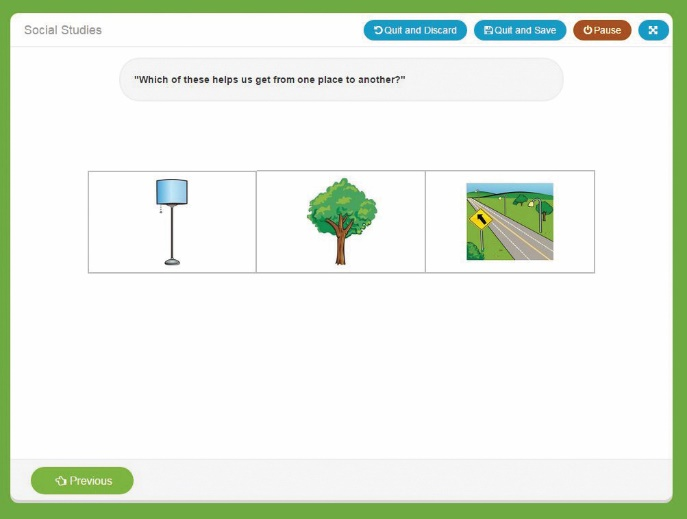 Social Studies
Quit and Discard
Quit and Save
Pause
"Which of these helps us get from one place to another?"
Previous